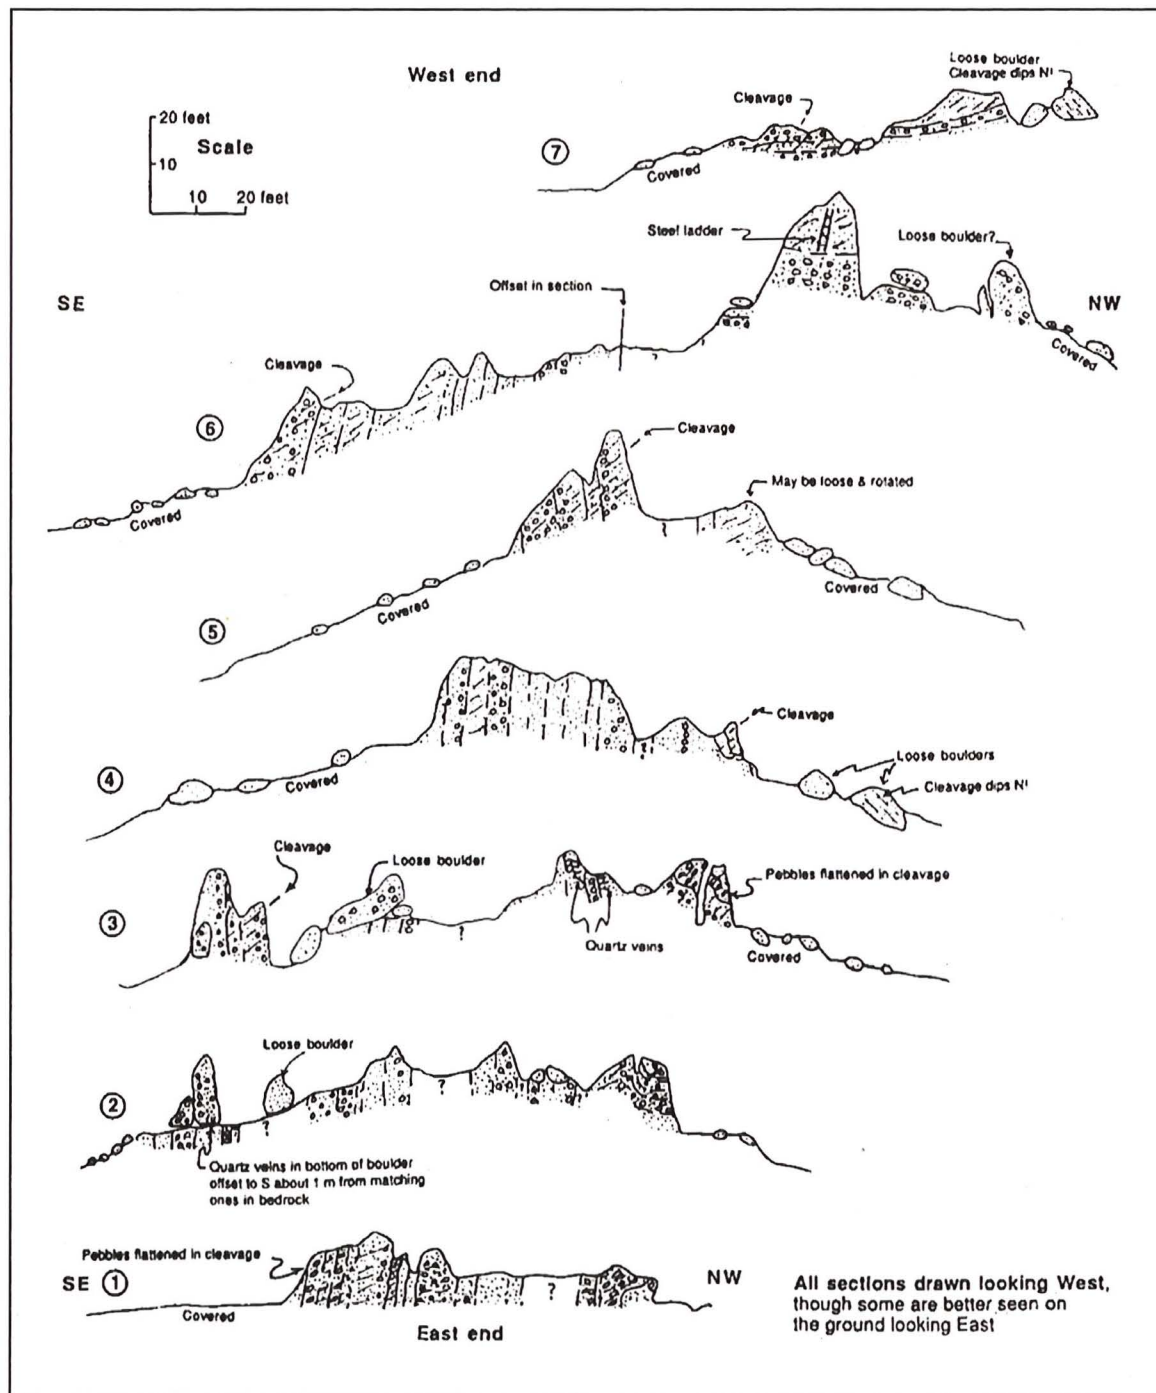 West end
20 feet
Scale
10
10 20 feet
Loose boulder
Cleavage dips N'
Cleavage
7
Covered
Steel ladder
Loose boulder?
Offset in section
SE
NW
?
?
Covered
Cleavage
6
Covered
Cleavage
May be loose & rotated
?
Covered
Covered
5
Cleavage
Loose boulders
4
Covered
?
Cleavage dips N'
Cleavage
Loose boulder
Pebbles flattened in cleavage
3
?
Quartz veins
Covered
Loose boulder
2
?
?
Quartz veins in bottom of boulder
offset to S about 1 m from matching
ones in bedrock
Pebbles flattened in cleavage
SE 1
?
NW
Covered
East end
All sections drawn looking West,
though some are better seen on
the ground looking East